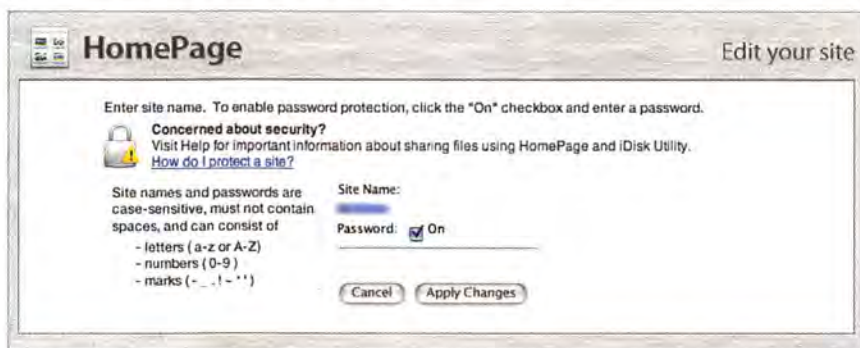 HomePage
Edit your site
Enter site name. To enable password protection, click the "On" checkbox and enter a password.
Concerned about security?
Visit Help for important information about sharing files using HomePage and iDisk Utility.
How do I protect a site?
Site names and passwords are
case-sensitive, must not contain
spaces, and can consist of
- letters ( a-z or A-Z)
- numbers ( 0-9 )
- marks (- _ . ! ~ ' ')
Site Name:
Password: On
Cancel Apply Changes